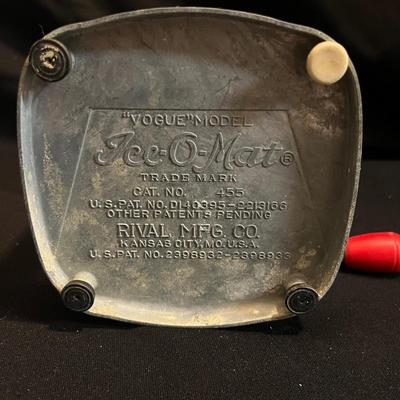 "VOGUE" MODEL
Ice-O-Mat®
TRADE MARK
CAT. NO. 455
U.S. PAT. NO. D140395-2213166
OTHER PATENTS PENDING
RIVAL MFG. CO.
KANSAS CITY, MO. U.S.A.
U.S. PAT. NO. 2398932-2398933